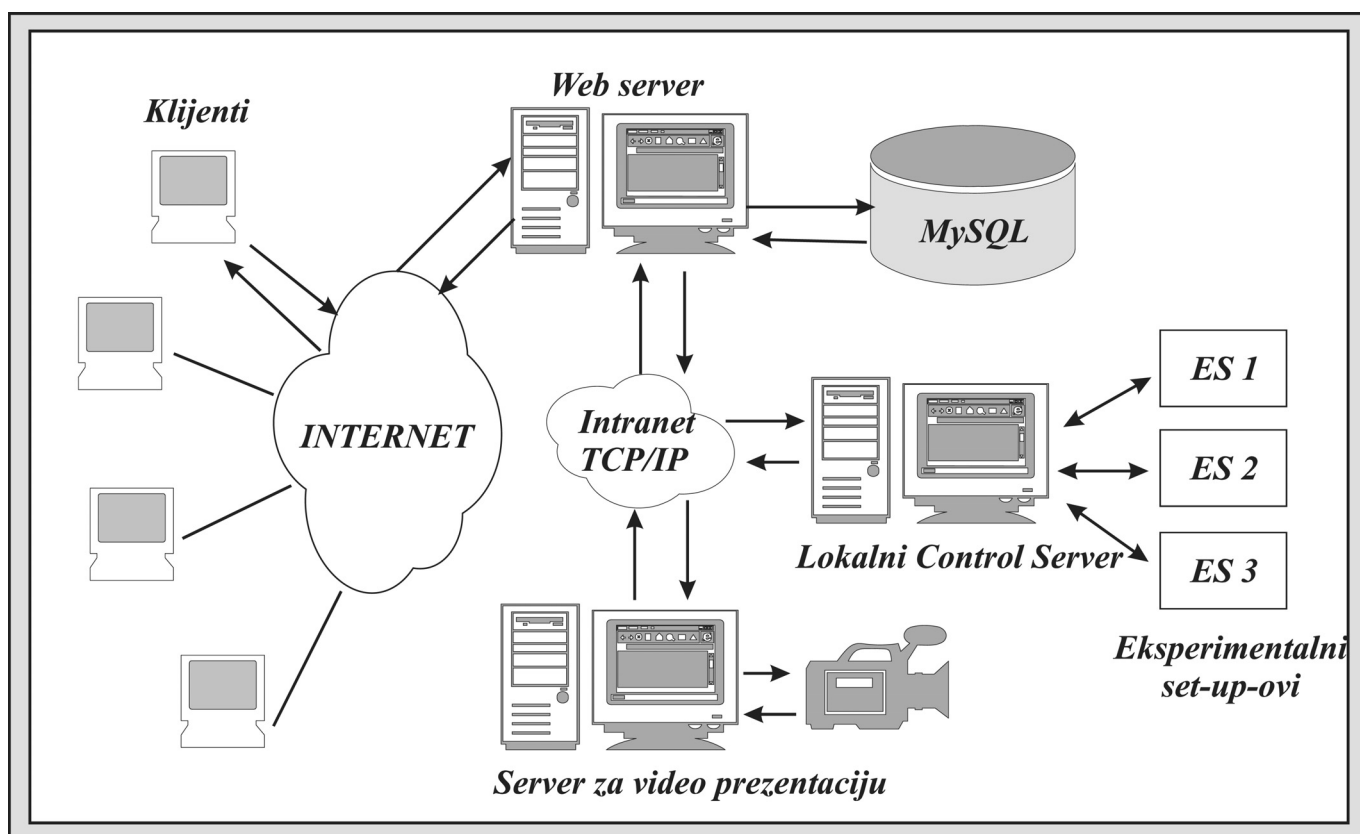 Web server
Klijenti
MySQL
INTERNET
Intranet
TCP/IP
ES 1
ES 2
ES 3
Lokalni Control Server
Eksperimentalni
set-up-ovi
Server za video prezentaciju